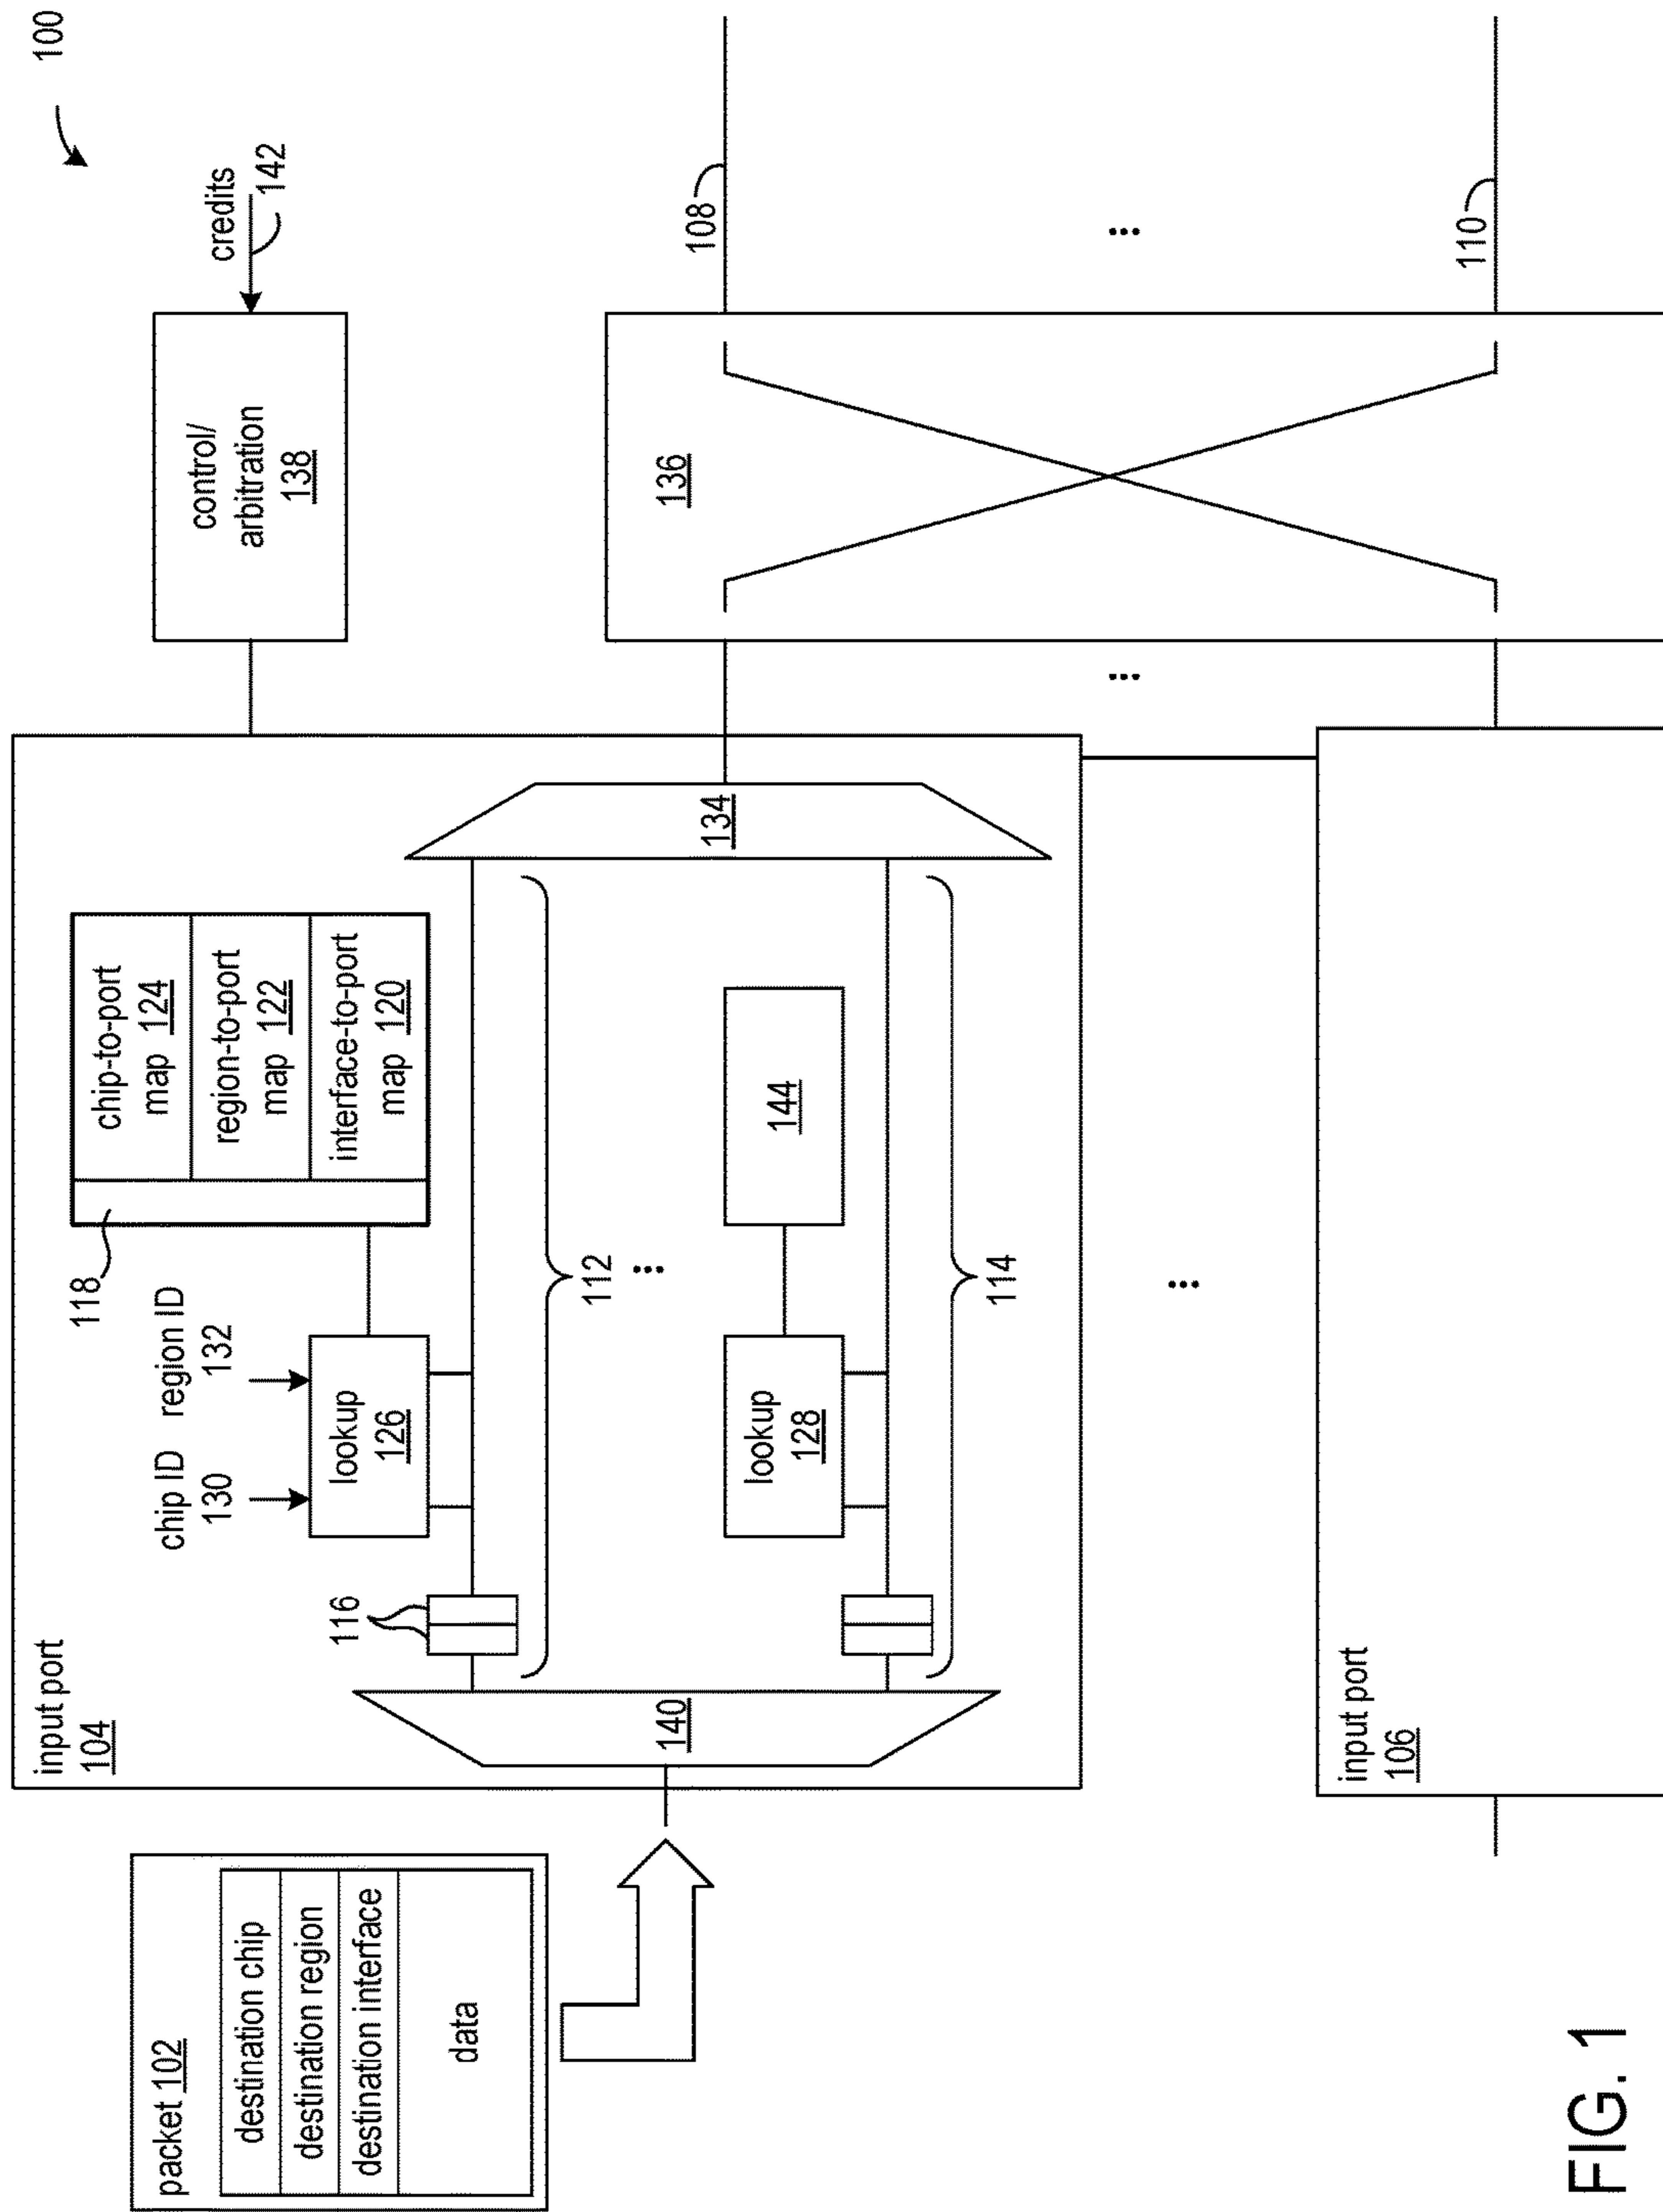 100
packet 102
destination chip
destination region
destination interface
data
input port
104
140
116
chip ID
130
region ID
132
lookup
126
118
chip-to-port
map 124
region-to-port
map 122
interface-to-port
map 120
112
...
lookup
128
144
114
134
control/
arbitration
138
credits
142
136
108
...
110
...
...
input port
106
FIG. 1